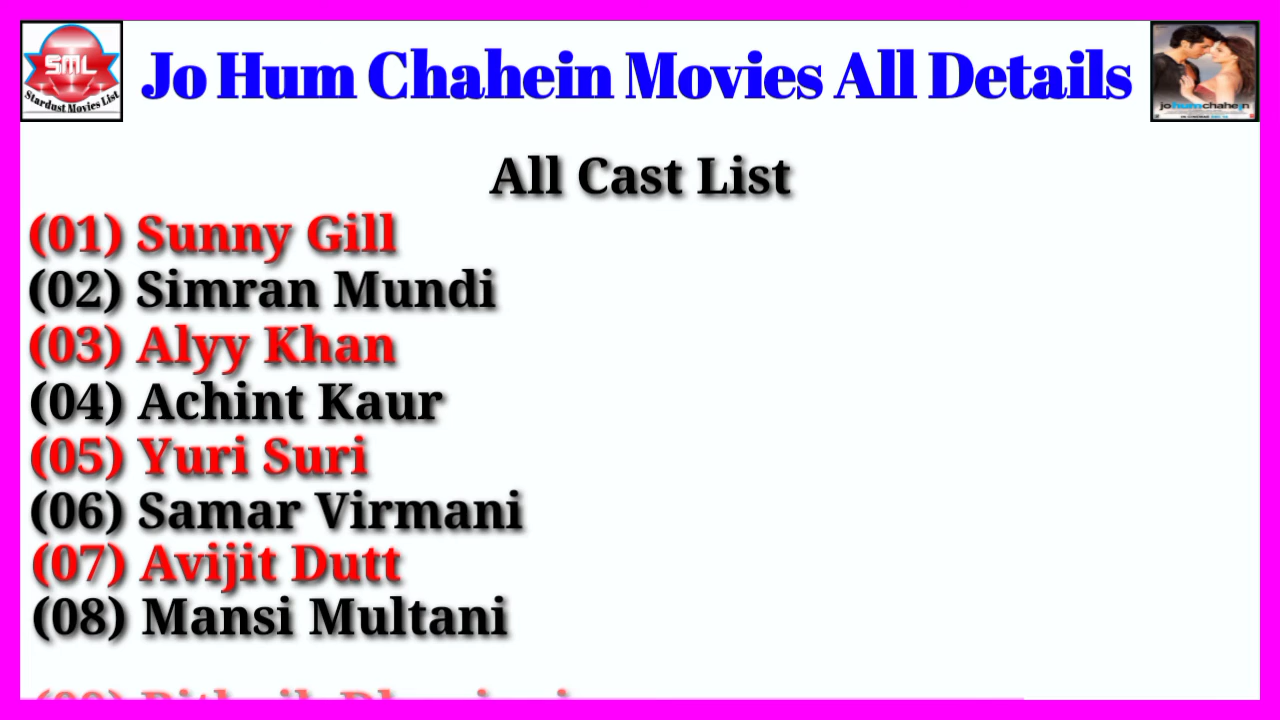 SML
Stardust Movies List
Jo Hum Chahein Movies All Details
johumchahein
All Cast List
(01) Sunny Gill
(02) Simran Mundi
(03) Alyy Khan
(04) Achint Kaur
(05) Yuri Suri
(06) Samar Virmani
(07) Avijit Dutt
(08) Mansi Multani